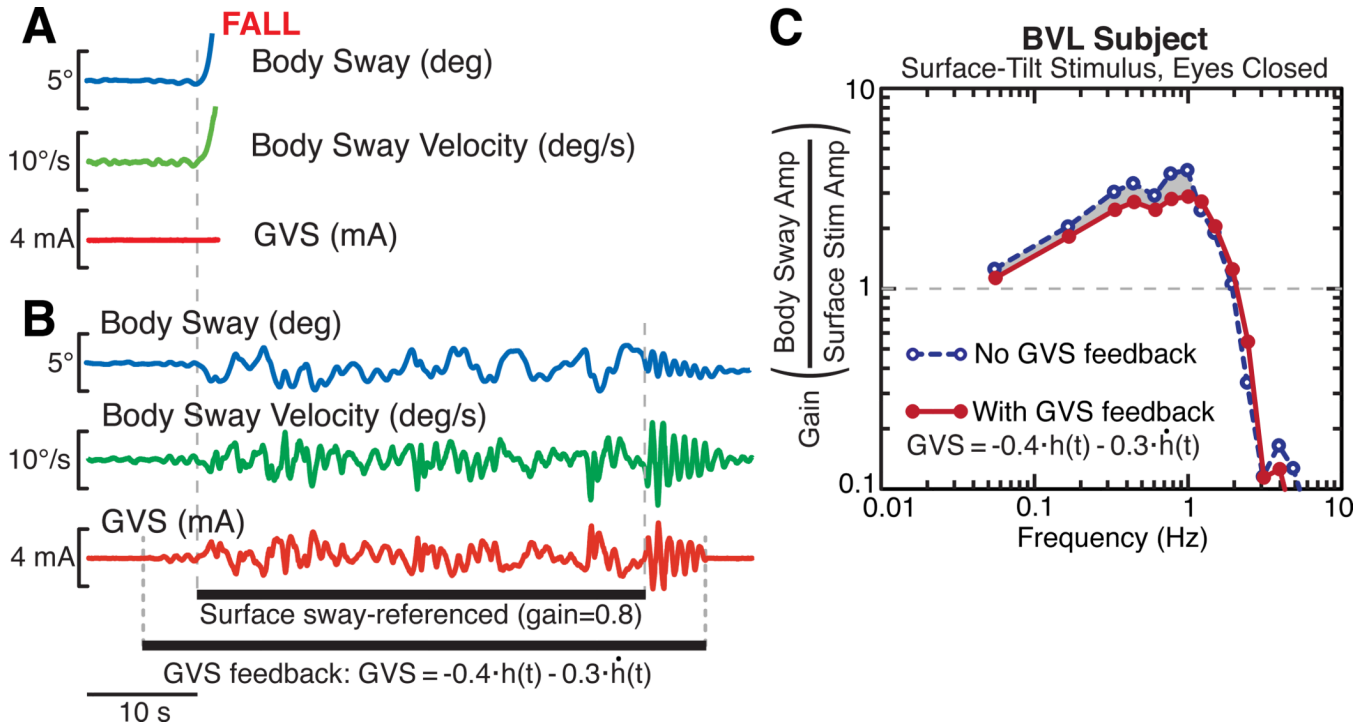 A
FALL
5°
Body Sway (deg)
10°/s
Body Sway Velocity (deg/s)
4 mA
GVS (mA)
B
Body Sway (deg)
5°
Body Sway Velocity (deg/s)
10°/s
GVS (mA)
4 mA
Surface sway-referenced (gain=0.8)
GVS feedback: GVS = -0.4·h(t) - 0.3·ḣ(t)
10 s
C
BVL Subject
Surface-Tilt Stimulus, Eyes Closed
Gain
Body Sway Amp
Surface Stim Amp
10
1
0.1
No GVS feedback
With GVS feedback
GVS = -0.4·h(t) - 0.3·ḣ(t)
0.01
0.1
1
10
Frequency (Hz)